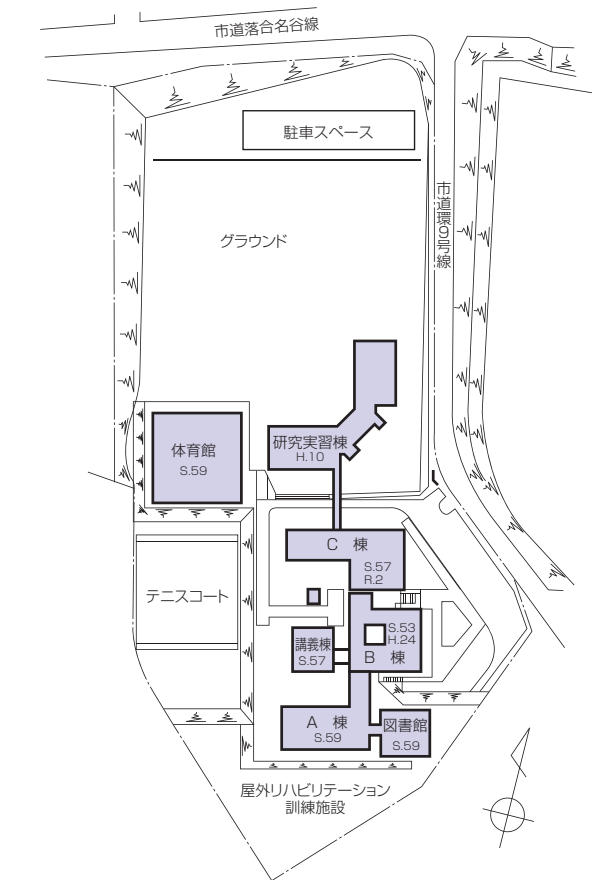 市道落合名谷線
駐車スペース
市道環9号線
グラウンド
研究実習棟
H.10
体育館
S.59
C 棟
S.57
R.2
テニスコート
S.53
H.24
B 棟
講義棟
S.57
A 棟
S.59
図書館
S.59
屋外リハビリテーション
訓練施設